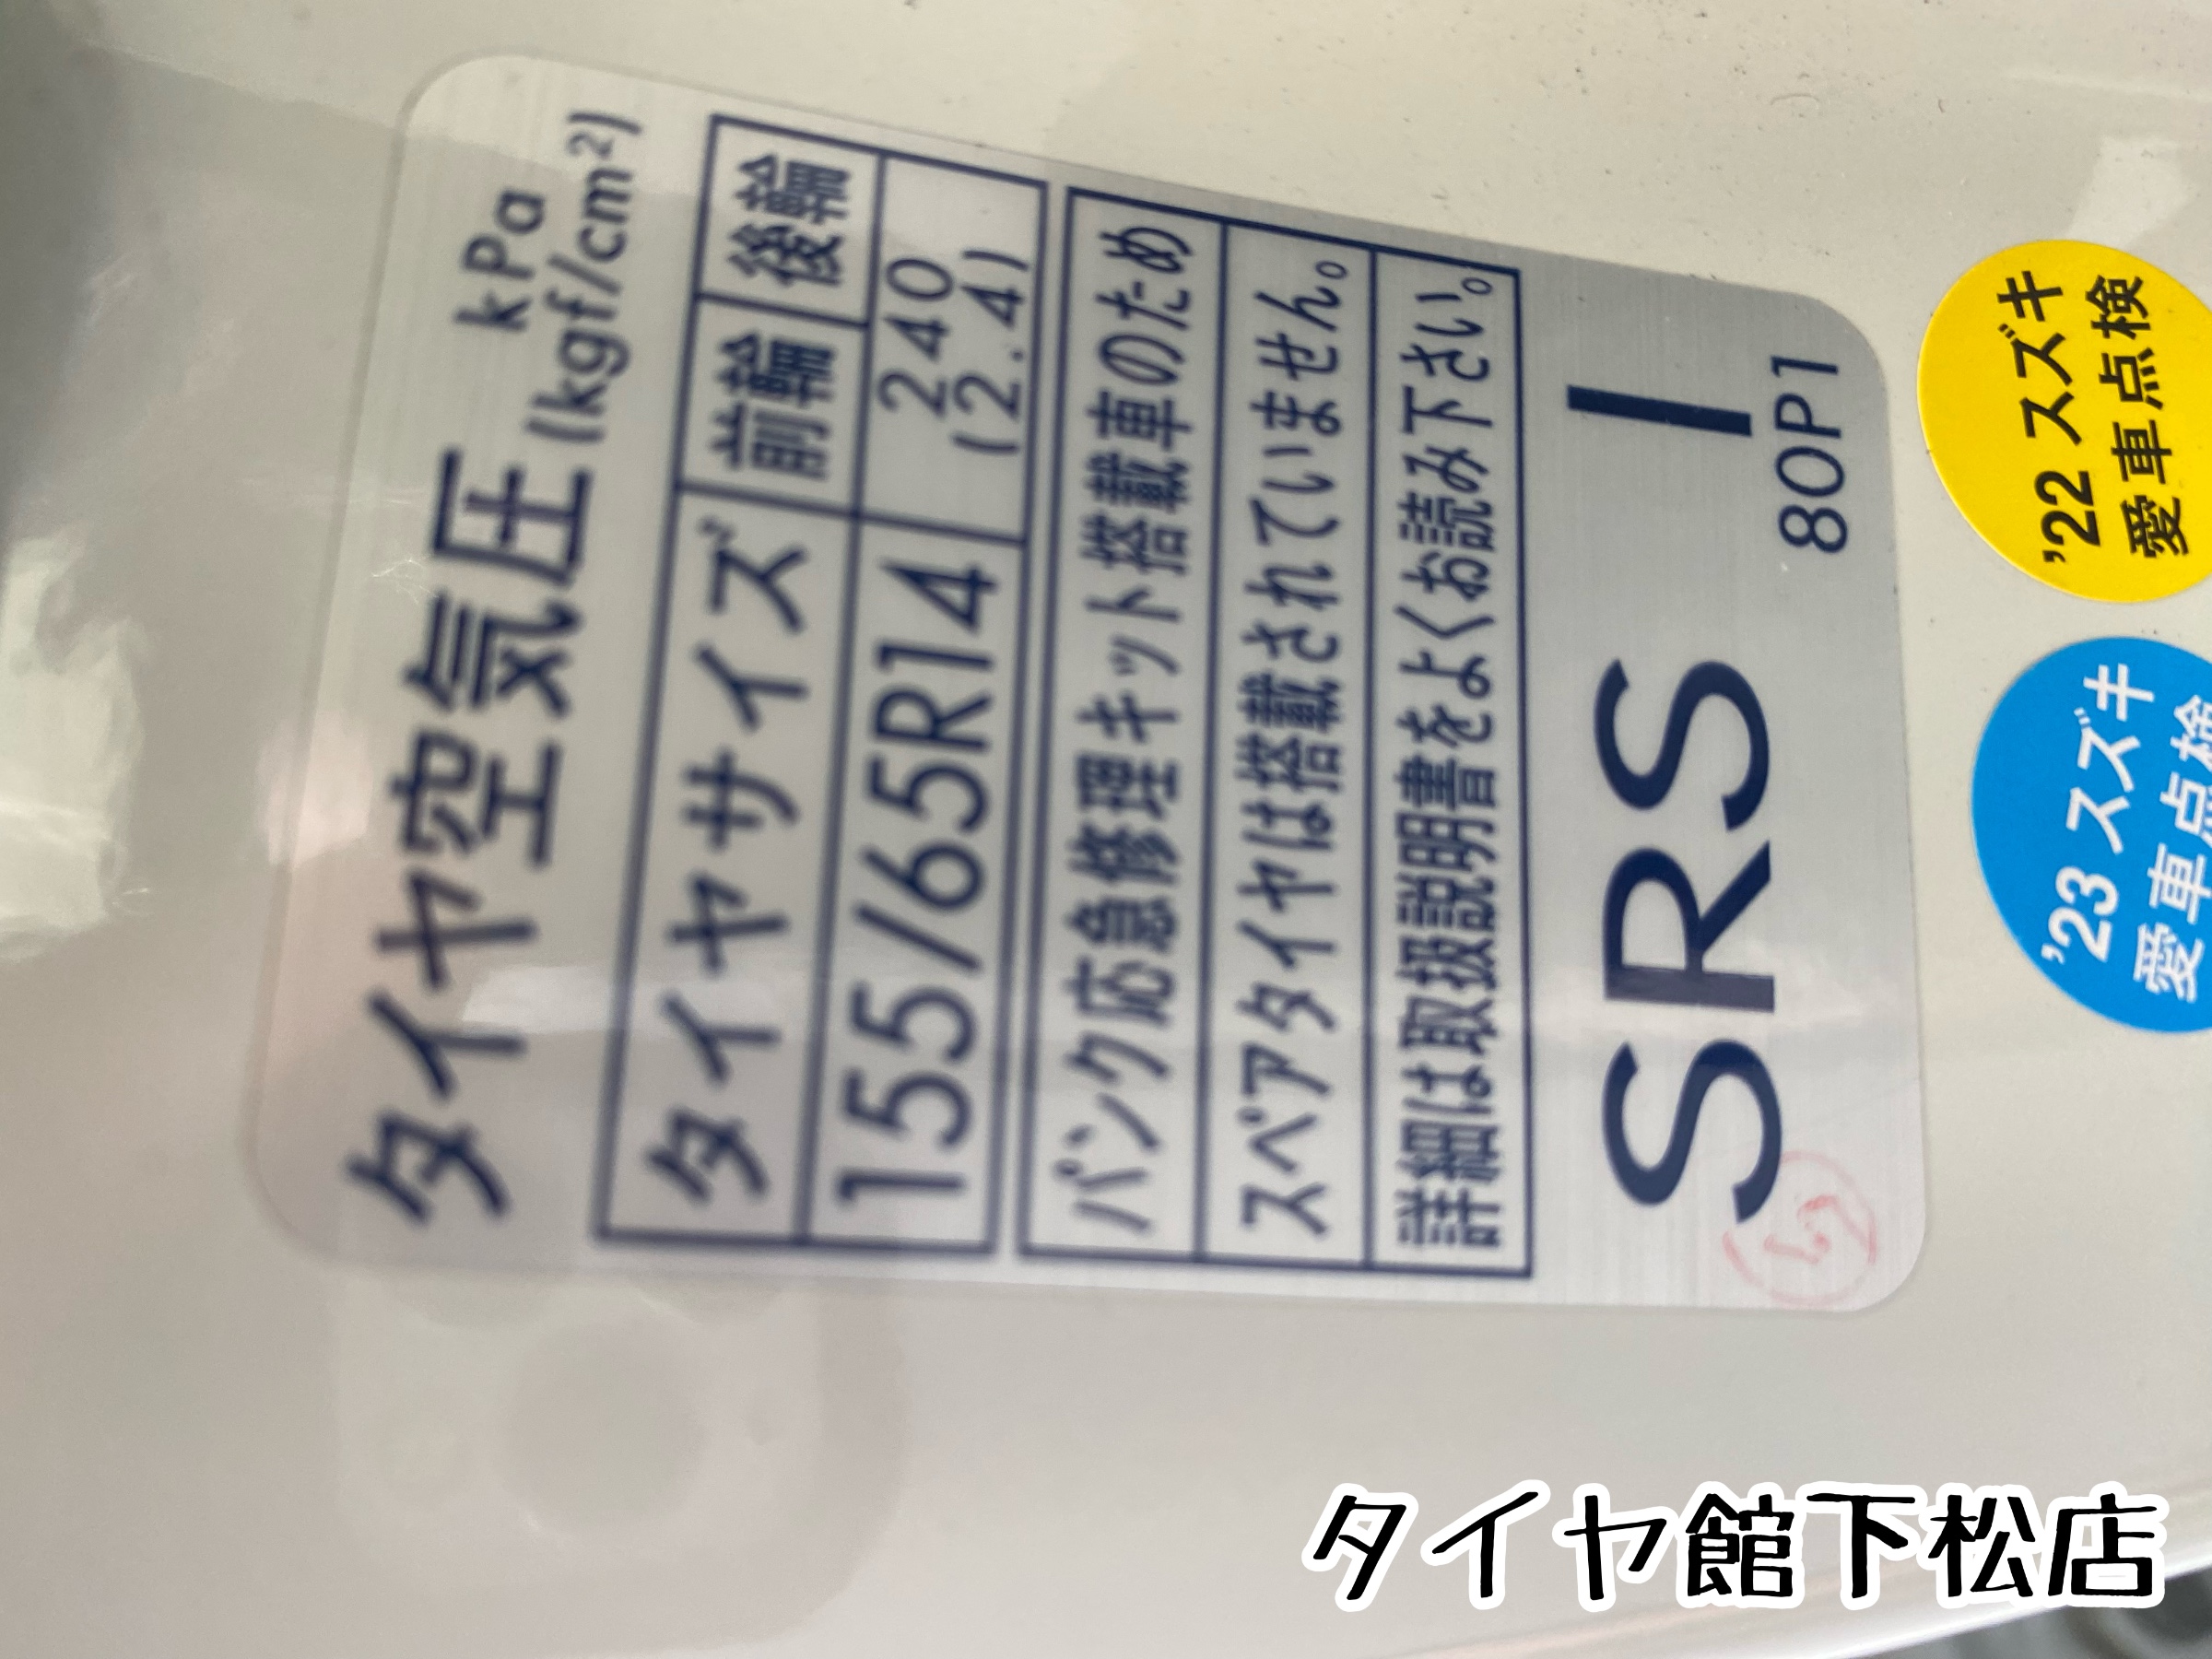 タイヤ空気圧 kPa
(kgf/cm²)
タイヤサイズ 前輪 後輪
155/65R14 240
(2.4)
パンク応急修理キット搭載車のため
スペアタイヤは搭載されていません。
詳細は取扱説明書をよくお読み下さい。
SRS I
80P1
'22 スズキ
愛車点検
'23 スズキ
愛車点検
タイヤ館下松店